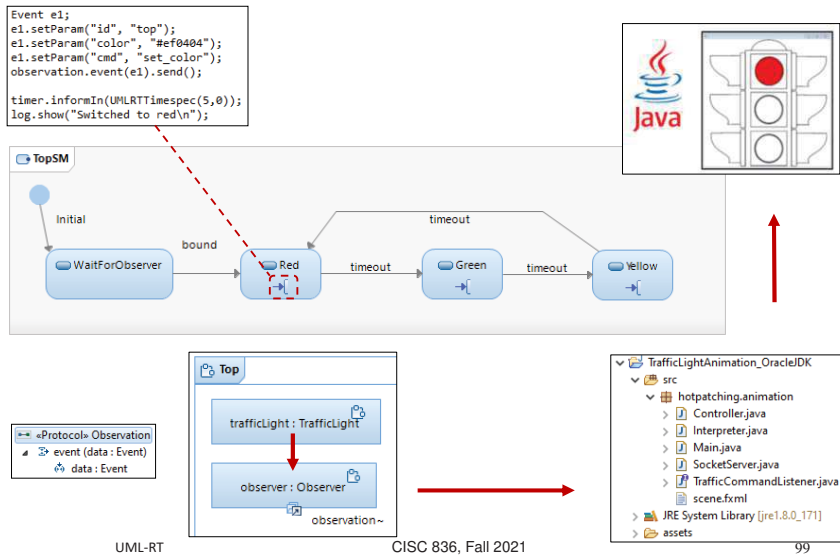 Event e1;
e1.setParam("id", "top");
e1.setParam("color", "#ef0404");
e1.setParam("cmd", "set_color");
observation.event(e1).send();
timer.informIn(UMLRTTimespec(5,0));
log.show("Switched to red\n");
Java
TopSM
Initial
bound
timeout
WaitForObserver
Red
timeout
Green
timeout
Yellow
Top
trafficLight : TrafficLight
observer : Observer
observation~
«Protocol» Observation
event (data : Event)
data : Event
TrafficLightAnimation_OracleJDK
src
hotpatching.animation
Controller.java
Interpreter.java
Main.java
SocketServer.java
TrafficCommandListener.java
scene.fxml
JRE System Library [jre1.8.0_171]
assets
UML-RT
CISC 836, Fall 2021
99